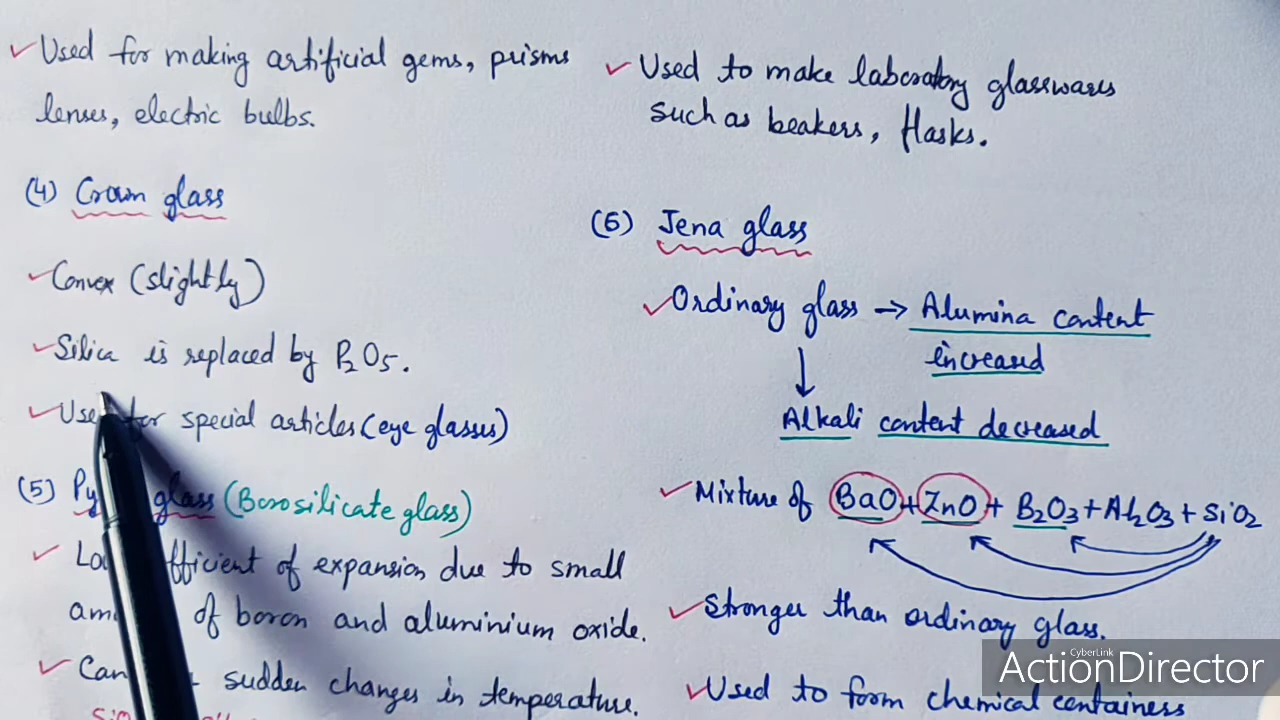 ✓ Used for making artificial gems, prisms
lenses, electric bulbs.
(4) Crown glass
✓ Convex (slightly)
✓ Silica is replaced by P2O5.
✓ Used for special articles (eye glasses)
(5) glass (Borosilicate glass)
✓ of expansion due to small
of boron and aluminium oxide.
✓ Can sudden changes in temperature.
✓ Used to make laboratory glasswares
such as beakers, flasks.
(6) Jena glass
✓ Ordinary glass → Alumina content
increased
↓
Alkali content decreased
✓ Mixture of BaO + ZnO + B2O3 + Al2O3 + SiO2
✓ Stronger than ordinary glass.
✓ Used to form chemical containess
CyberLink
ActionDirector